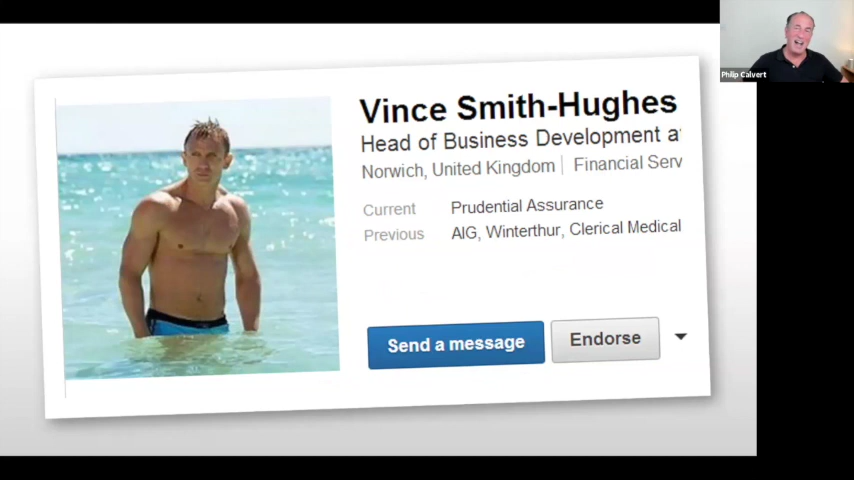 Vince Smith-Hughes
Head of Business Development a
Norwich, United Kingdom | Financial Serv
Current Prudential Assurance
Previous AIG, Winterthur, Clerical Medical
Send a message
Endorse
Philip Calvert